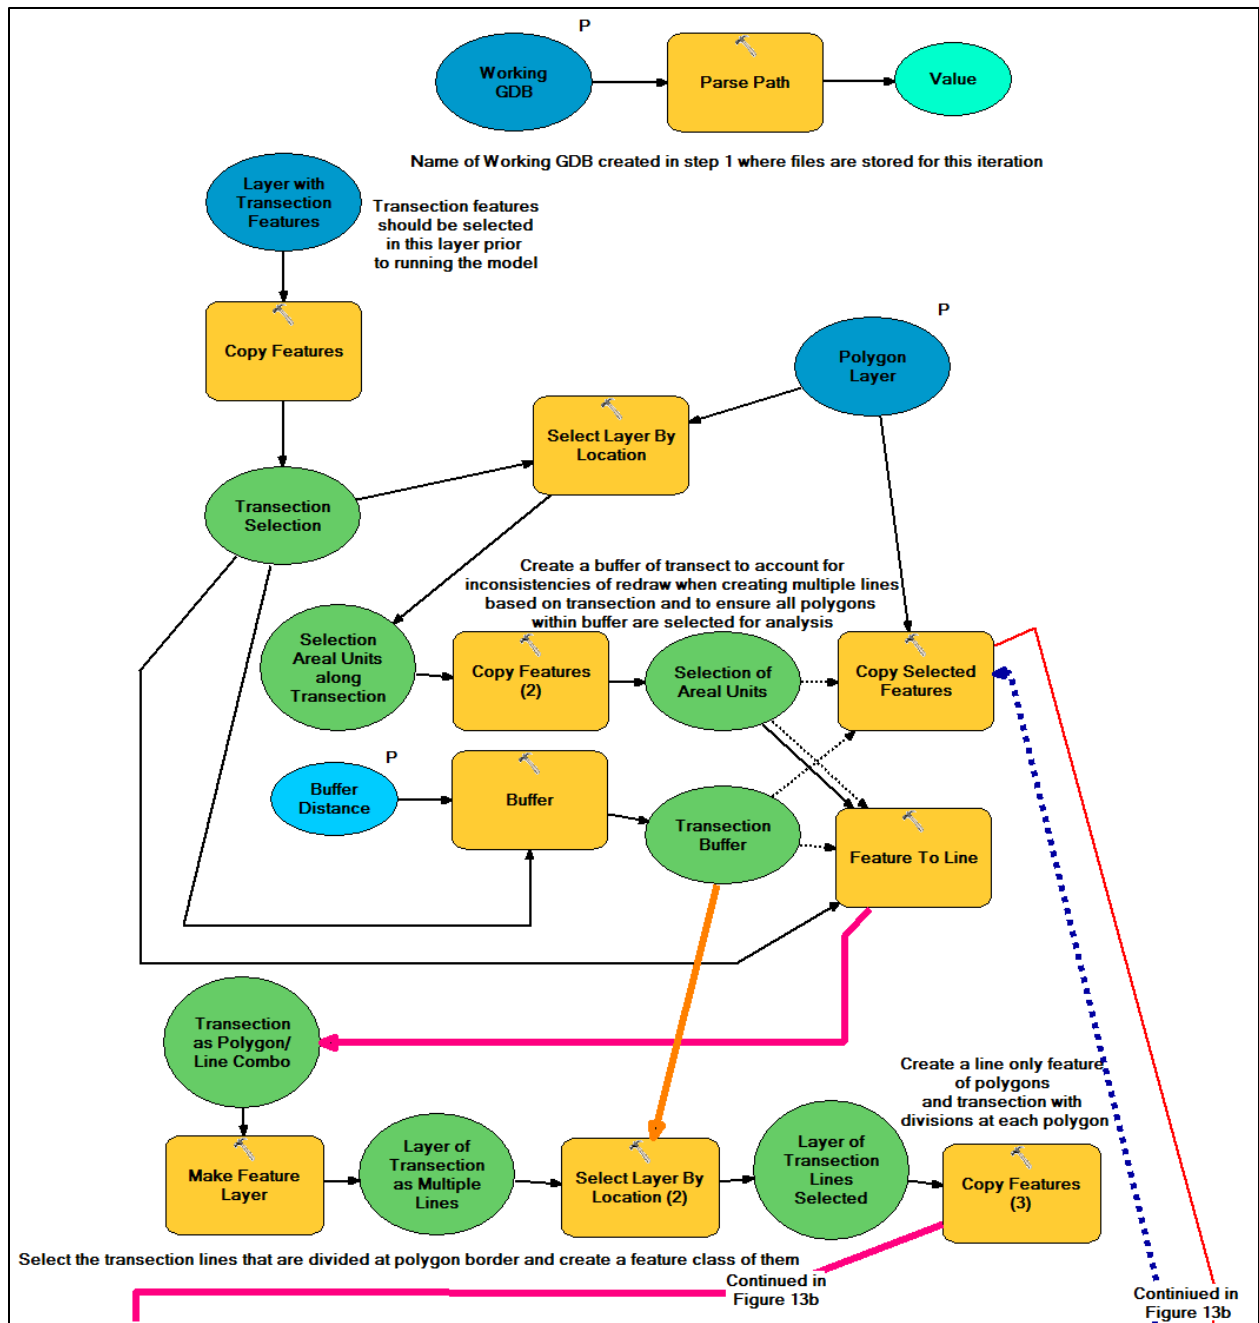 P
Working
GDB
Parse Path
Value
Name of Working GDB created in step 1 where files are stored for this iteration
Layer with
Transection
Features
Transection features
should be selected
in this layer prior
to running the model
Copy Features
P
Polygon
Layer
Select Layer By
Location
Transection
Selection
Create a buffer of transect to account for
inconsistencies of redraw when creating multiple lines
based on transection and to ensure all polygons
within buffer are selected for analysis
Selection
Areal Units
along
Transection
Copy Features
(2)
Selection of
Areal Units
Copy Selected
Features
P
Buffer
Distance
Buffer
Transection
Buffer
Feature To Line
Transection
as Polygon/
Line Combo
Create a line only feature
of polygons
and transection with
divisions at each polygon
Make Feature
Layer
Layer of
Transection
as Multiple
Lines
Select Layer By
Location (2)
Layer of
Transection
Lines
Selected
Copy Features
(3)
Select the transection lines that are divided at polygon border and create a feature class of them
Continued in
Figure 13b
Continiued in
Figure 13b